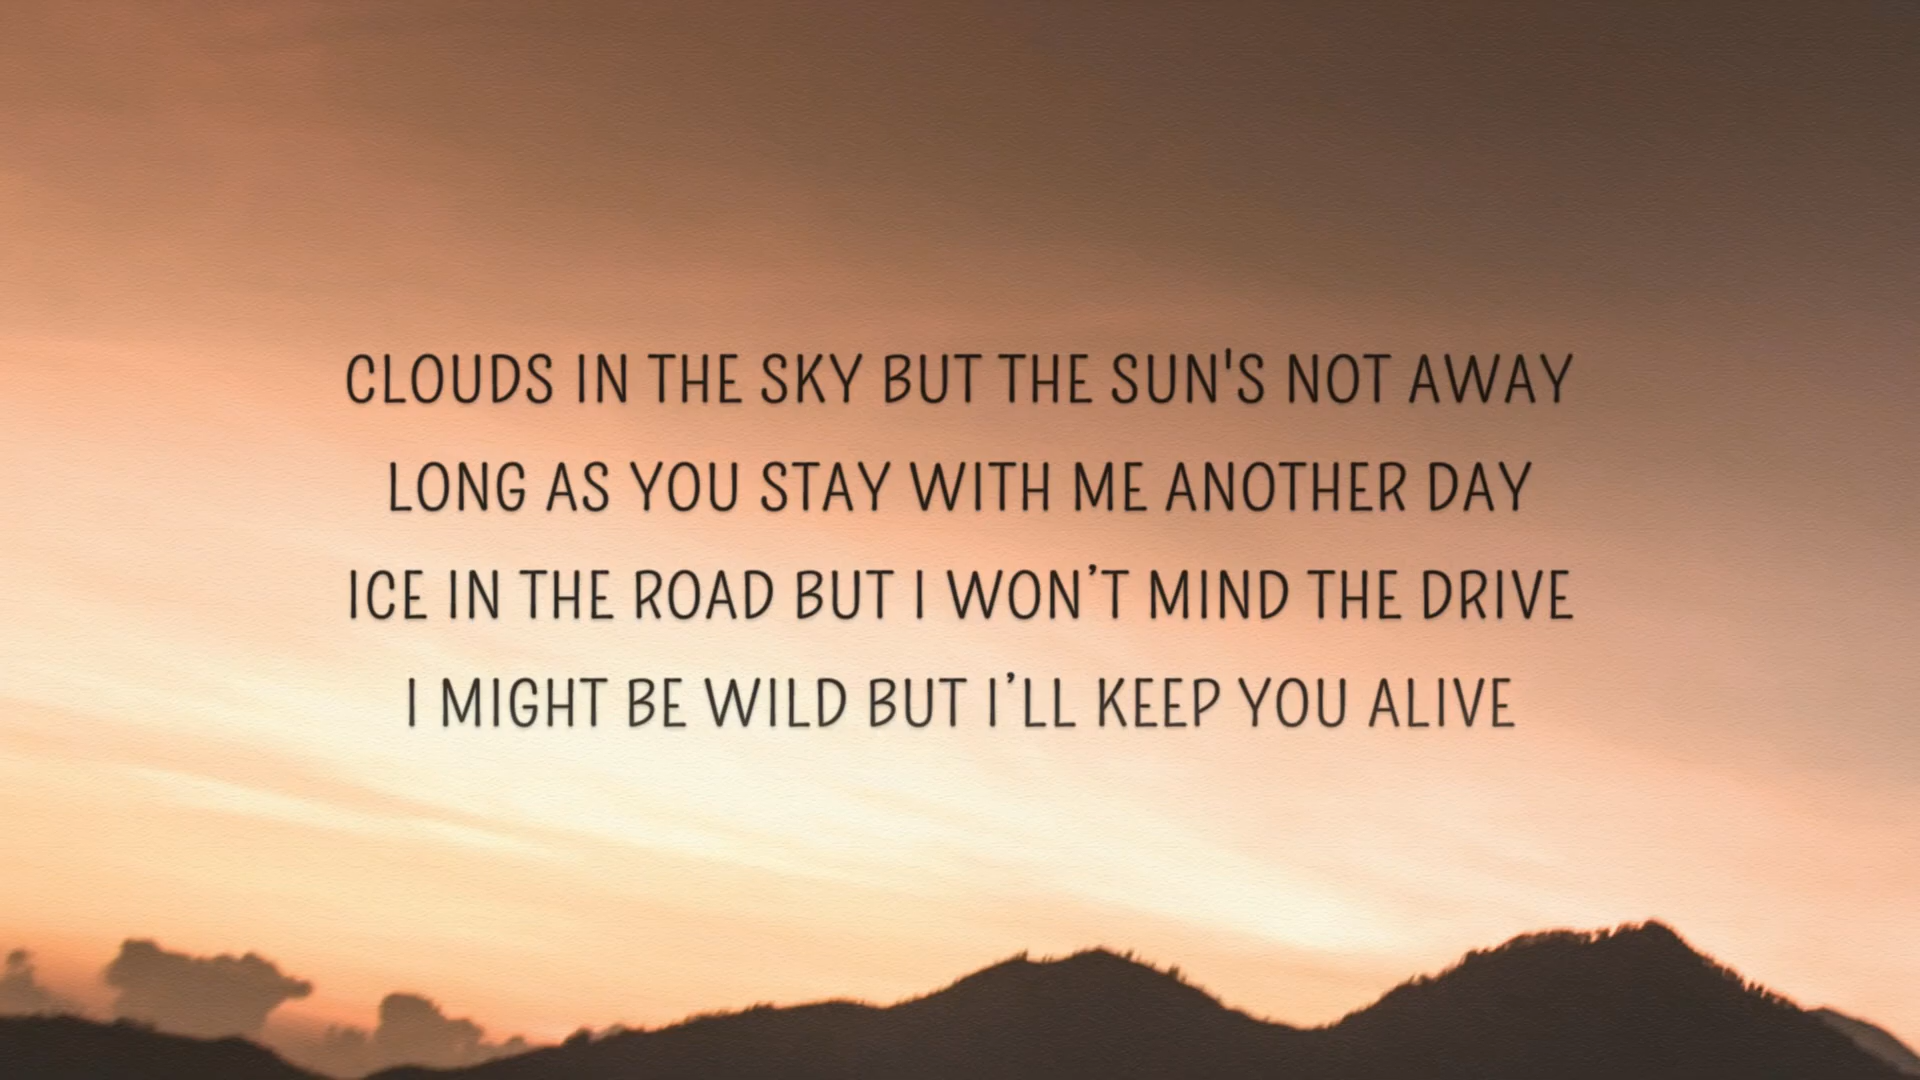 CLOUDS IN THE SKY BUT THE SUN'S NOT AWAY
LONG AS YOU STAY WITH ME ANOTHER DAY
ICE IN THE ROAD BUT I WON’T MIND THE DRIVE
I MIGHT BE WILD BUT I’LL KEEP YOU ALIVE